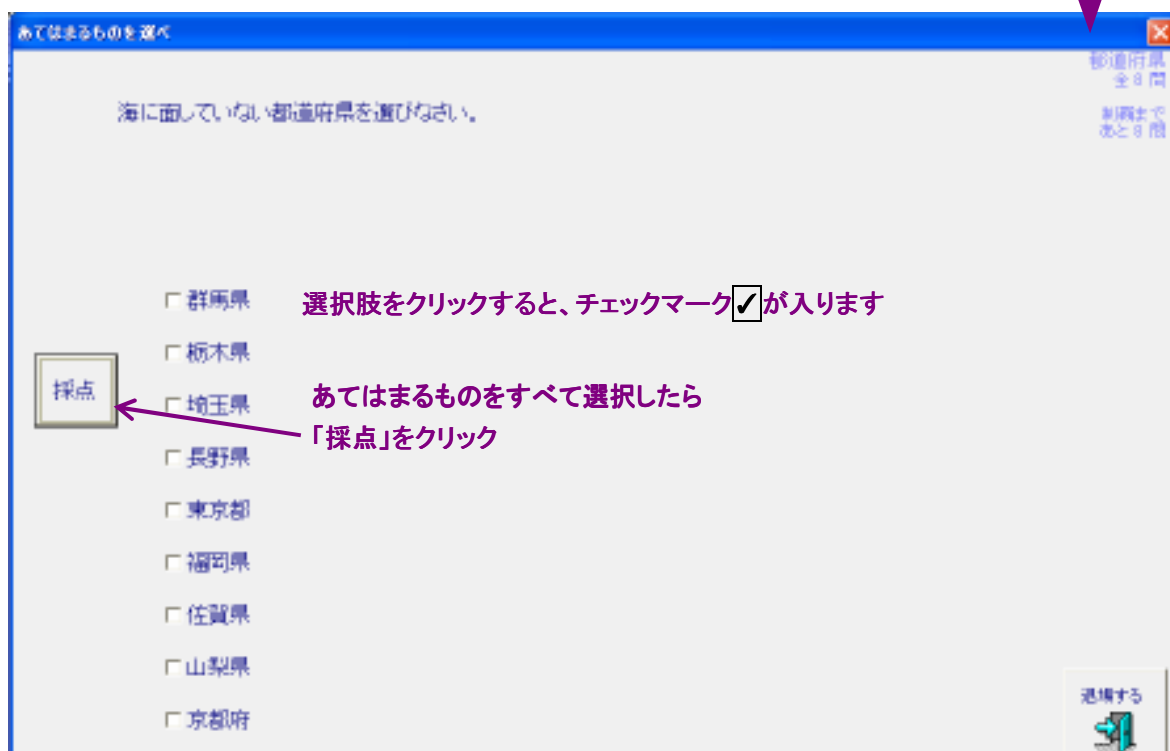 あてはまるものを選べ
都道府県
全8問
海に面していない都道府県を選びなさい。
制覇まで
あと8問
群馬県
選択肢をクリックすると、チェックマーク✓が入ります
栃木県
採点
埼玉県
あてはまるものをすべて選択したら
「採点」をクリック
長野県
東京都
福岡県
佐賀県
山梨県
京都府
退場する